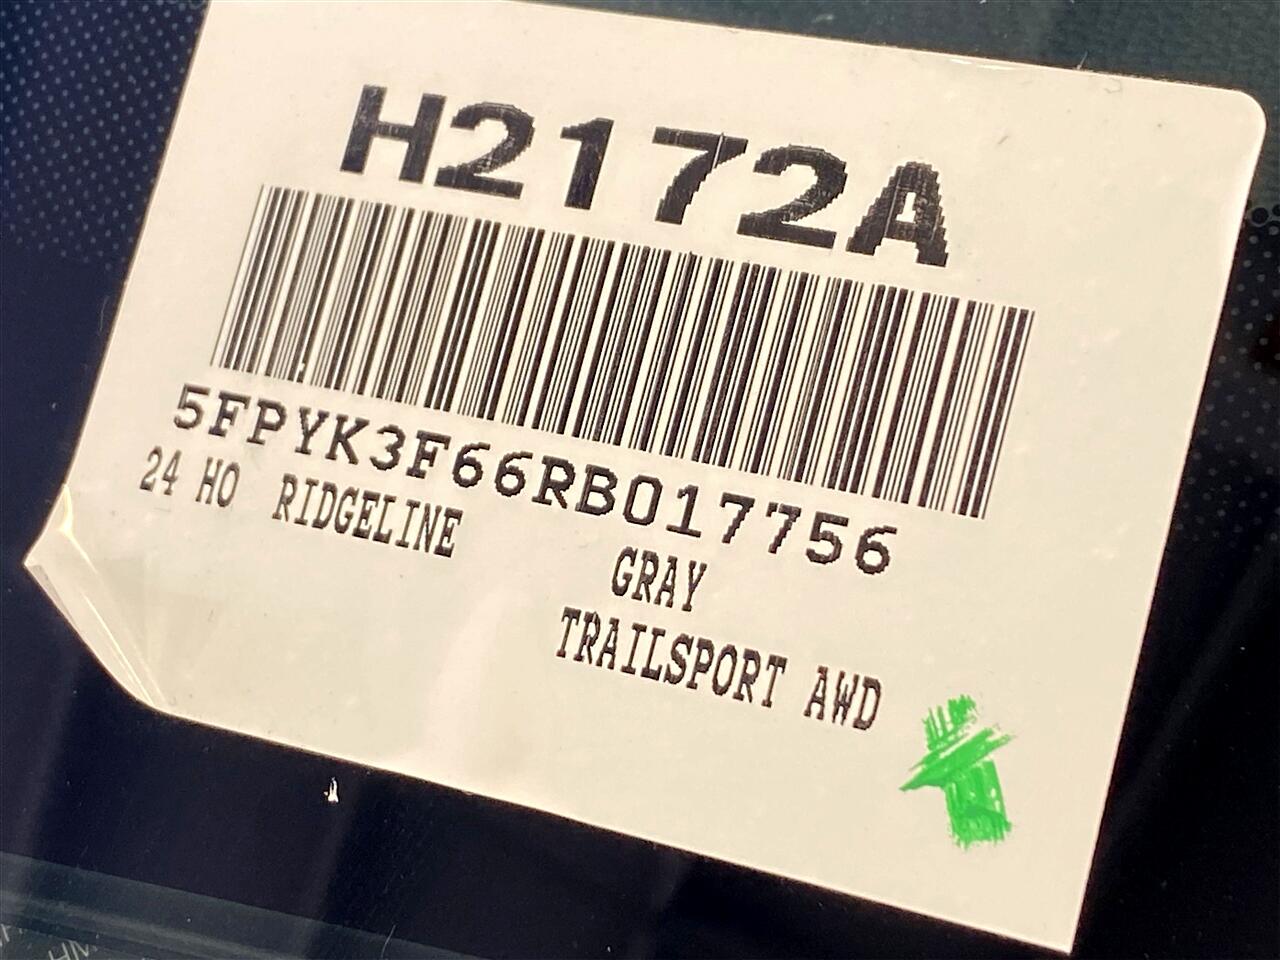 H2172A
5FPYK3F66RB017756
24 HO RIDGELINE
GRAY
TRAILSPORT AWD